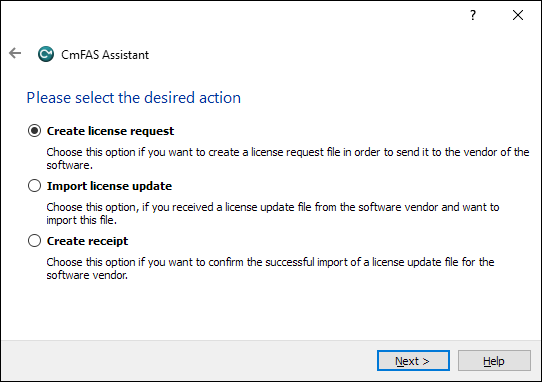 ?
CmFAS Assistant
Please select the desired action
Create license request
Choose this option if you want to create a license request file in order to send it to the vendor of the
software.
Import license update
Choose this option, if you received a license update file from the software vendor and want to
import this file.
Create receipt
Choose this option if you want to confirm the successful import of a license update file for the
software vendor.
Next >
Help